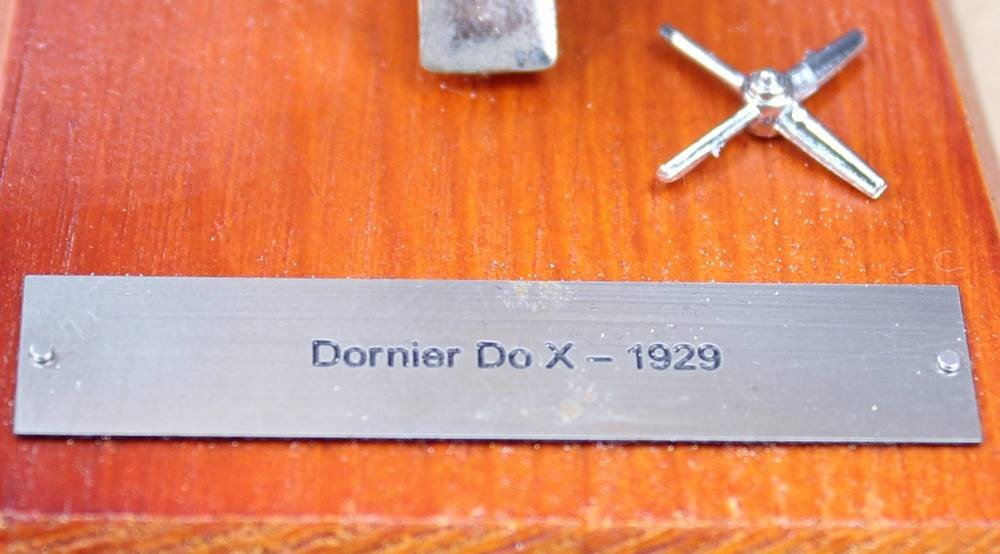 Dornier Do X – 1929